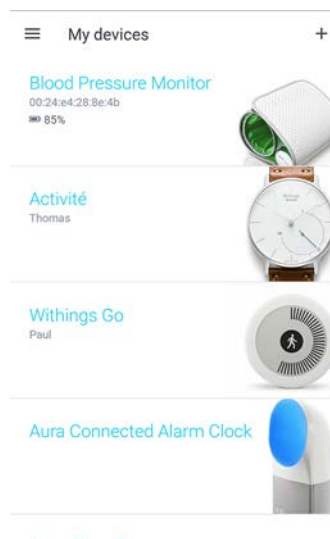 My devices
Blood Pressure Monitor
00:24:e4:28:8e:4b
85%
Activité
Thomas
Withings Go
Paul
Aura Connected Alarm Clock